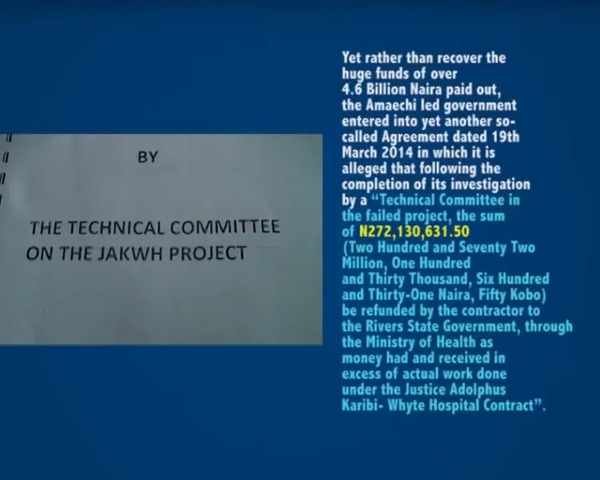 BY
THE TECHNICAL COMMITTEE
ON THE JAKWH PROJECT
Yet rather than recover the
huge funds of over
4.6 Billion Naira paid out,
the Amaechi led government
entered into yet another so-
called Agreement dated 19th
March 2014 in which it is
alleged that following the
completion of its investigation
by a “Technical Committee in
the failed project, the sum
of N272,130,631.50
(Two Hundred and Seventy Two
Million, One Hundred
and Thirty Thousand, Six Hundred
and Thirty-One Naira, Fifty Kobo)
be refunded by the contractor to
the Rivers State Government, through
the Ministry of Health as
money had and received in
excess of actual work done
under the Justice Adolphus
Karibi- Whyte Hospital Contract”.